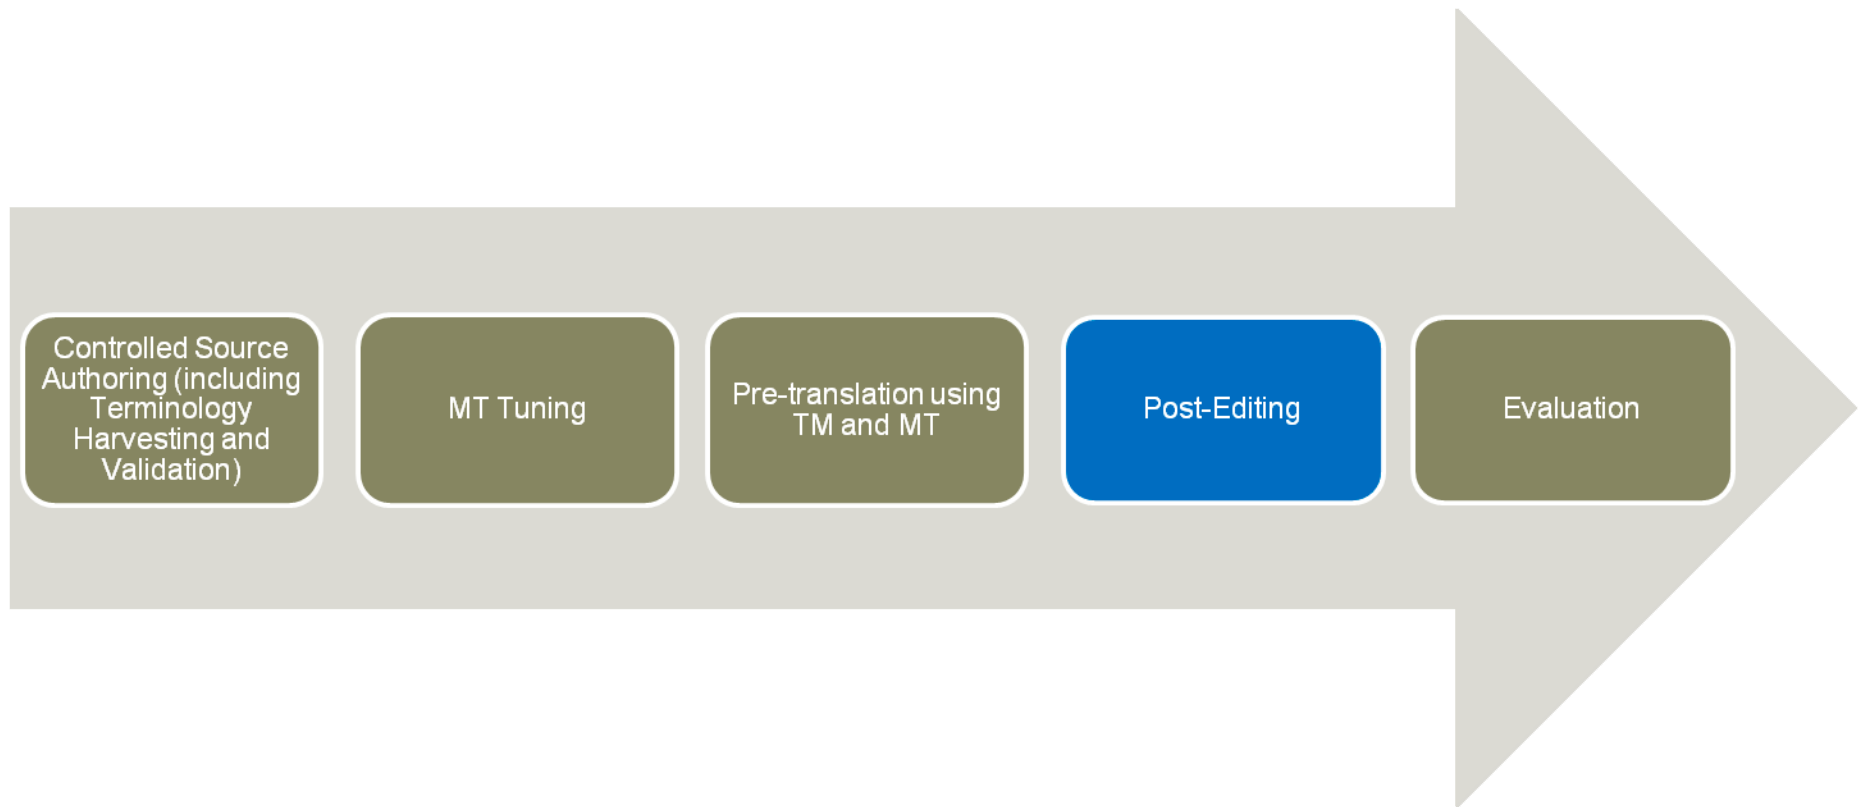 Controlled Source
Authoring (including
Terminology
Harvesting and
Validation)
MT Tuning
Pre-translation using
TM and MT
Post-Editing
Evaluation